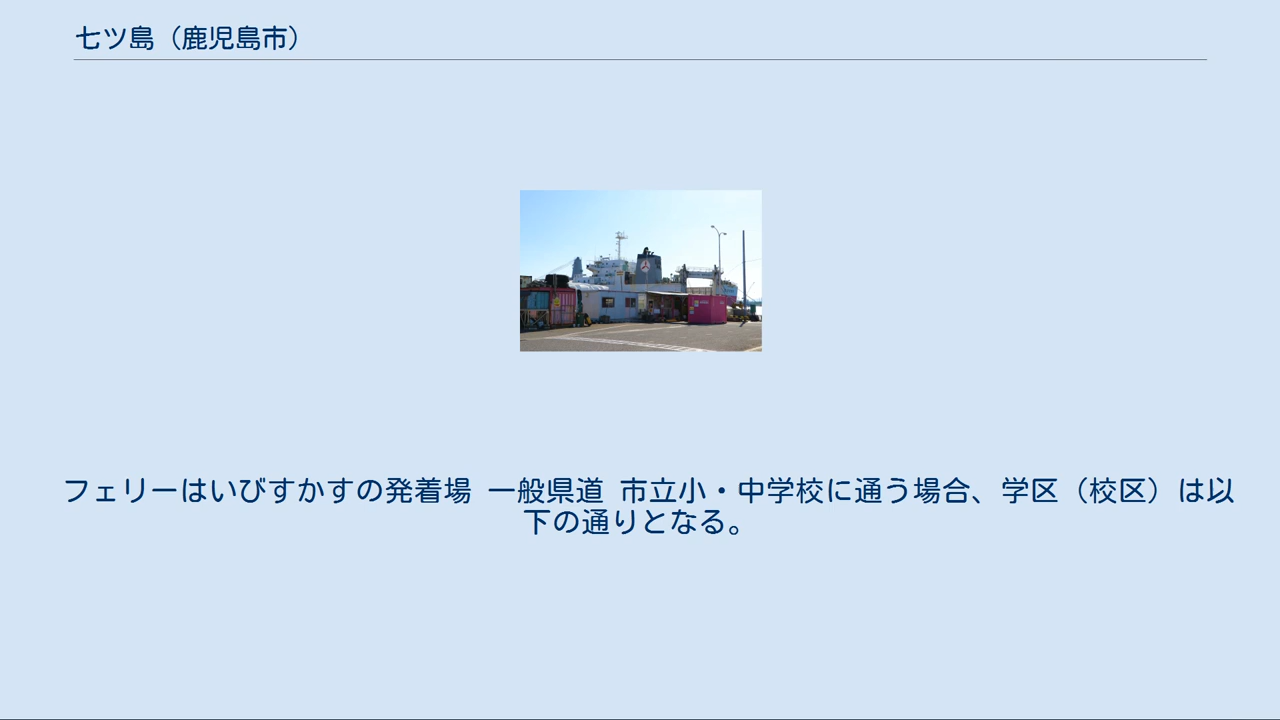 七ツ島（鹿児島市）
フェリーはいびすかすの発着場 一般県道 市立小・中学校に通う場合、学区（校区）は以
下の通りとなる。